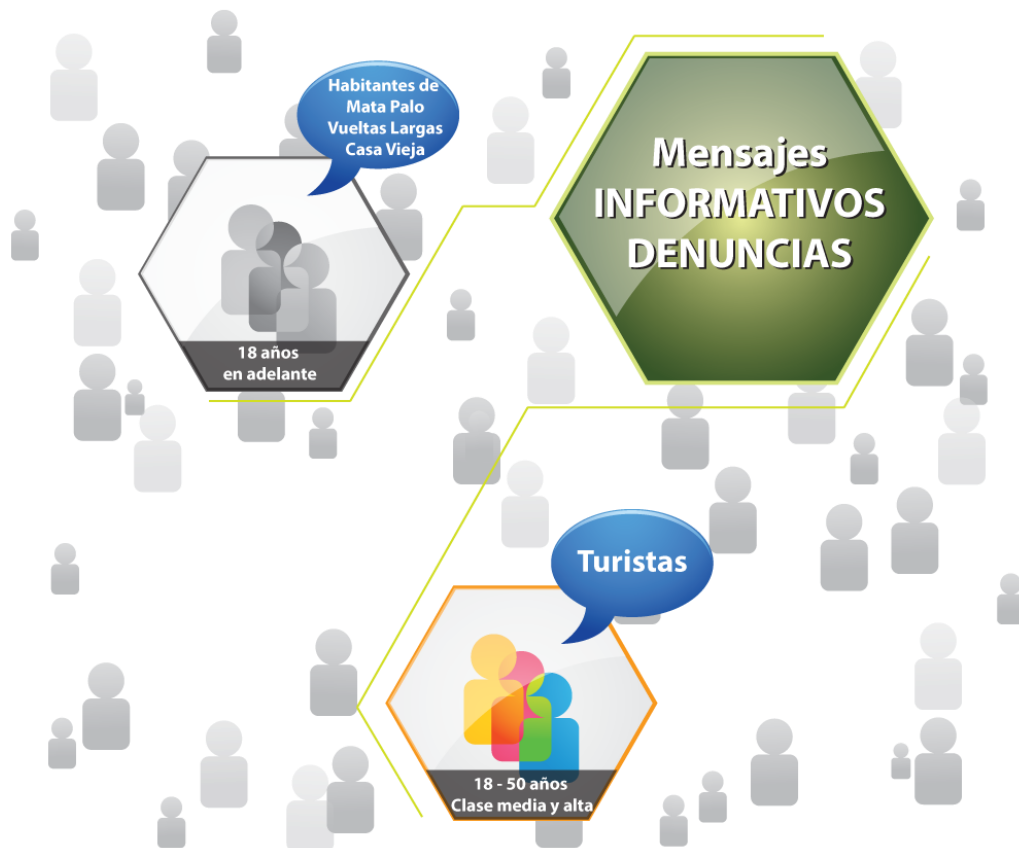 Habitantes de
Mata Palo
Vueltas Largas
Casa Vieja
18 años
en adelante
Mensajes
INFORMATIVOS
DENUNCIAS
Turistas
18 - 50 años
Clase media y alta